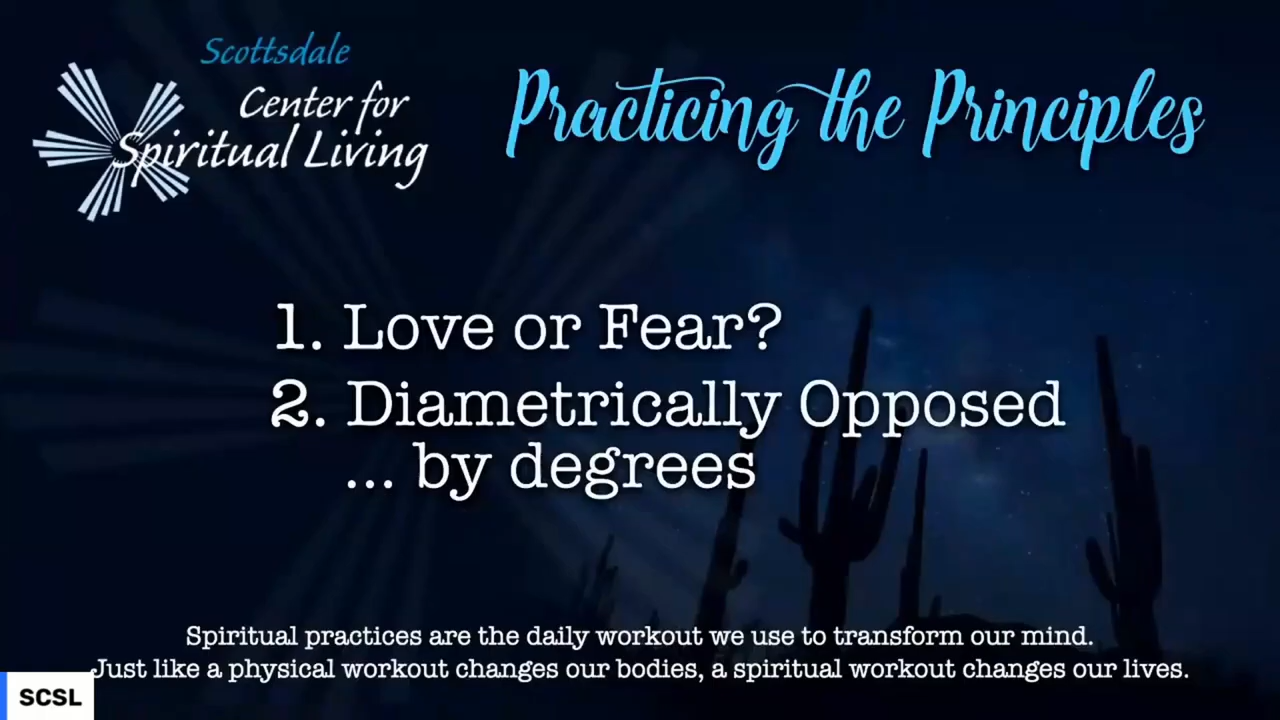 Scottsdale
Center for
Spiritual Living
Practicing the Principles
1. Love or Fear?
2. Diametrically Opposed
... by degrees
Spiritual practices are the daily workout we use to transform our mind.
Just like a physical workout changes our bodies, a spiritual workout changes our lives.
SCSL